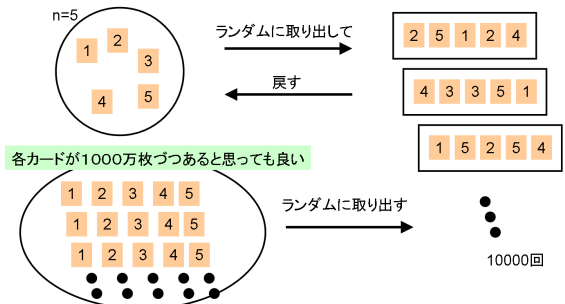 n=5
1
2
3
4
5
ランダムに取り出して
戻す
2 5 1 2 4
4 3 3 5 1
1 5 2 5 4
各カードが1000万枚づつあると思っても良い
1 2 3 4 5
1 2 3 4 5
1 2 3 4 5
ランダムに取り出す
10000回